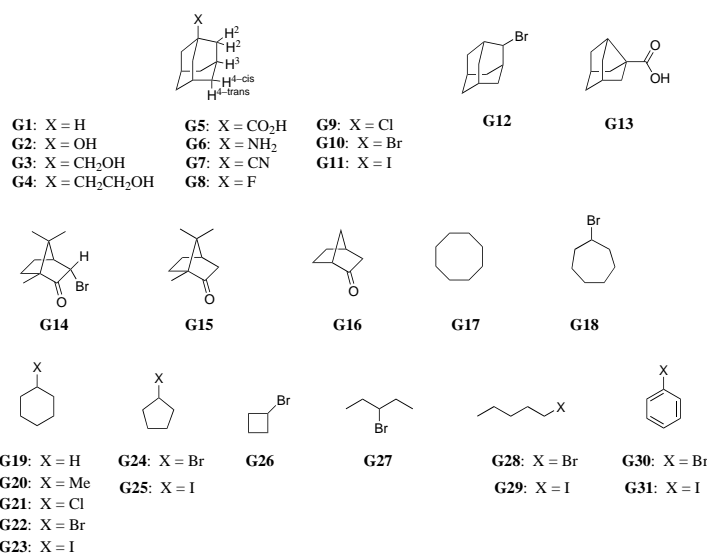 X
H²
H²
H³
H⁴⁻ᶜⁱˢ
H⁴⁻ᵗʳᵃⁿˢ
Br
O
OH
G1: X = H
G2: X = OH
G3: X = CH₂OH
G4: X = CH₂CH₂OH
G5: X = CO₂H
G6: X = NH₂
G7: X = CN
G8: X = F
G9: X = Cl
G10: X = Br
G11: X = I
G12
G13
H
Br
O
G14
O
G15
O
G16
G17
Br
G18
X
X
Br
Br
X
X
G19: X = H
G20: X = Me
G21: X = Cl
G22: X = Br
G23: X = I
G24: X = Br
G25: X = I
G26
G27
G28: X = Br
G29: X = I
G30: X = Br
G31: X = I